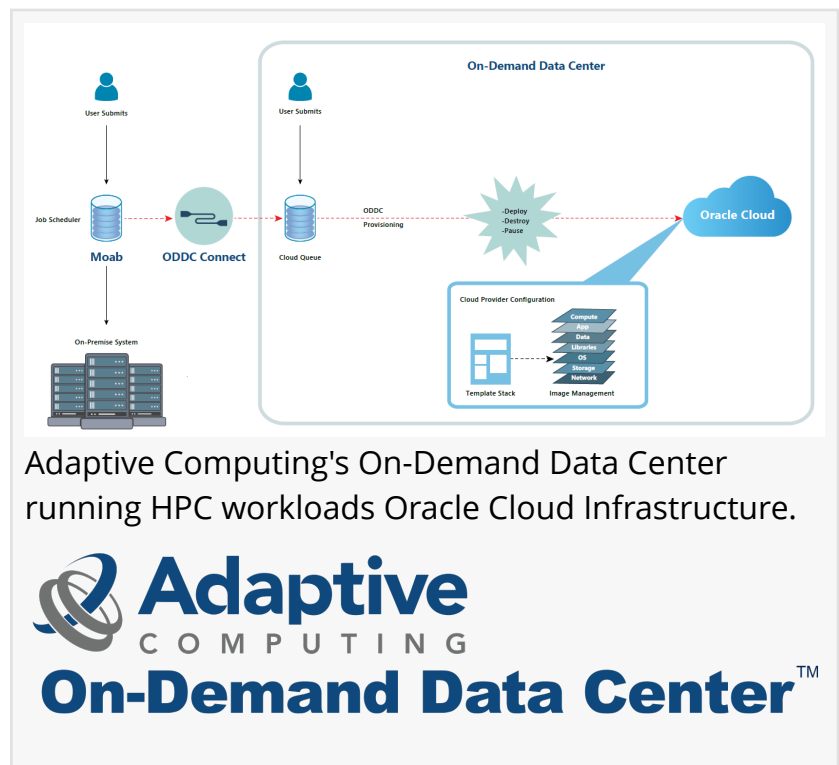 On-Demand Data Center
User Submits
User Submits
Job Scheduler
Moab
ODDC Connect
Cloud Queue
ODDC
Provisioning
-Deploy
-Destroy
-Pause
Oracle Cloud
On-Premise System
Cloud Provider Configuration
Compute
App
Data
Libraries
OS
Storage
Network
Template Stack
Image Management
Adaptive Computing's On-Demand Data Center
running HPC workloads Oracle Cloud Infrastructure.
Adaptive
COMPUTING
On-Demand Data Center™